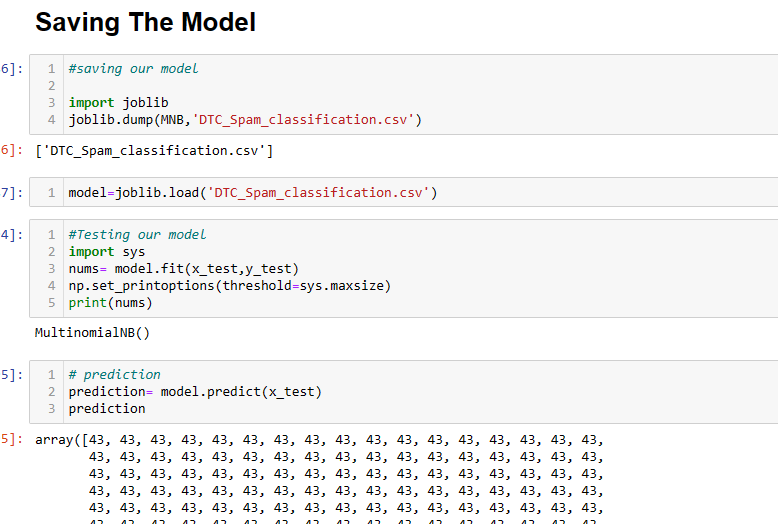 Saving The Model
6]:
1 #saving our model
2
3 import joblib
4 joblib.dump(MNB,'DTC_Spam_classification.csv')
6]: ['DTC_Spam_classification.csv']
7]: 1 model=joblib.load('DTC_Spam_classification.csv')
4]: 1 #Testing our model
2 import sys
3 nums= model.fit(x_test,y_test)
4 np.set_printoptions(threshold=sys.maxsize)
5 print(nums)
MultinomialNB()
5]: 1 # prediction
2 prediction= model.predict(x_test)
3 prediction
5]: array([43, 43, 43, 43, 43, 43, 43, 43, 43, 43, 43, 43, 43, 43, 43, 43, 43,
43, 43, 43, 43, 43, 43, 43, 43, 43, 43, 43, 43, 43, 43, 43, 43, 43,
43, 43, 43, 43, 43, 43, 43, 43, 43, 43, 43, 43, 43, 43, 43, 43, 43,
43, 43, 43, 43, 43, 43, 43, 43, 43, 43, 43, 43, 43, 43, 43, 43, 43,
43, 43, 43, 43, 43, 43, 43, 43, 43, 43, 43, 43, 43, 43, 43, 43, 43,